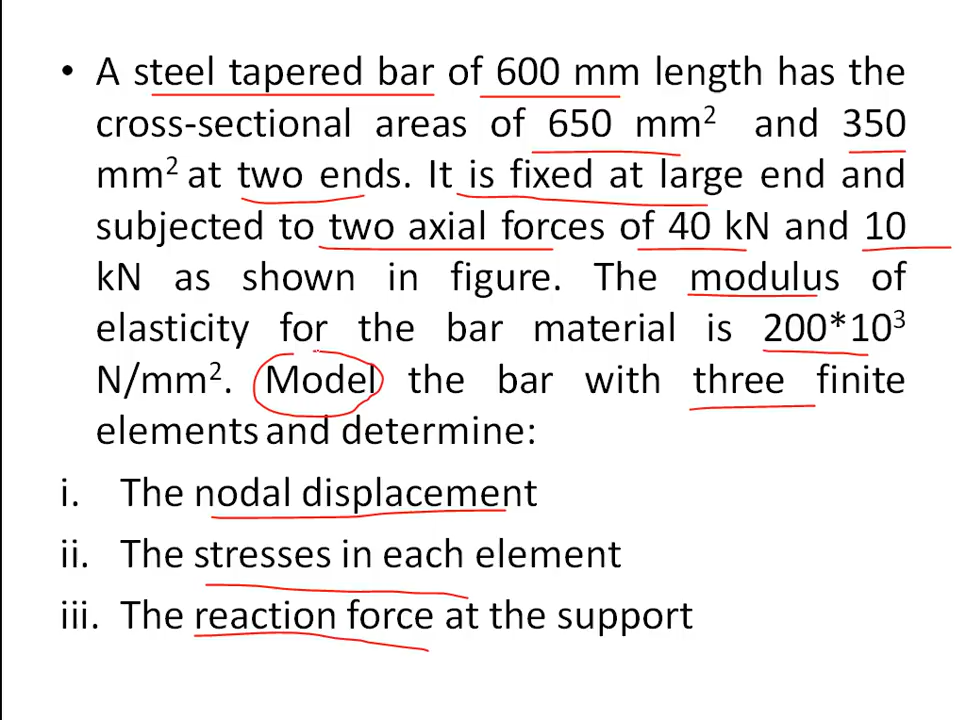 • A steel tapered bar of 600 mm length has the
cross-sectional areas of 650 mm² and 350
mm² at two ends. It is fixed at large end and
subjected to two axial forces of 40 kN and 10
kN as shown in figure. The modulus of
elasticity for the bar material is 200*10³
N/mm². Model the bar with three finite
elements and determine:
i. The nodal displacement
ii. The stresses in each element
iii. The reaction force at the support